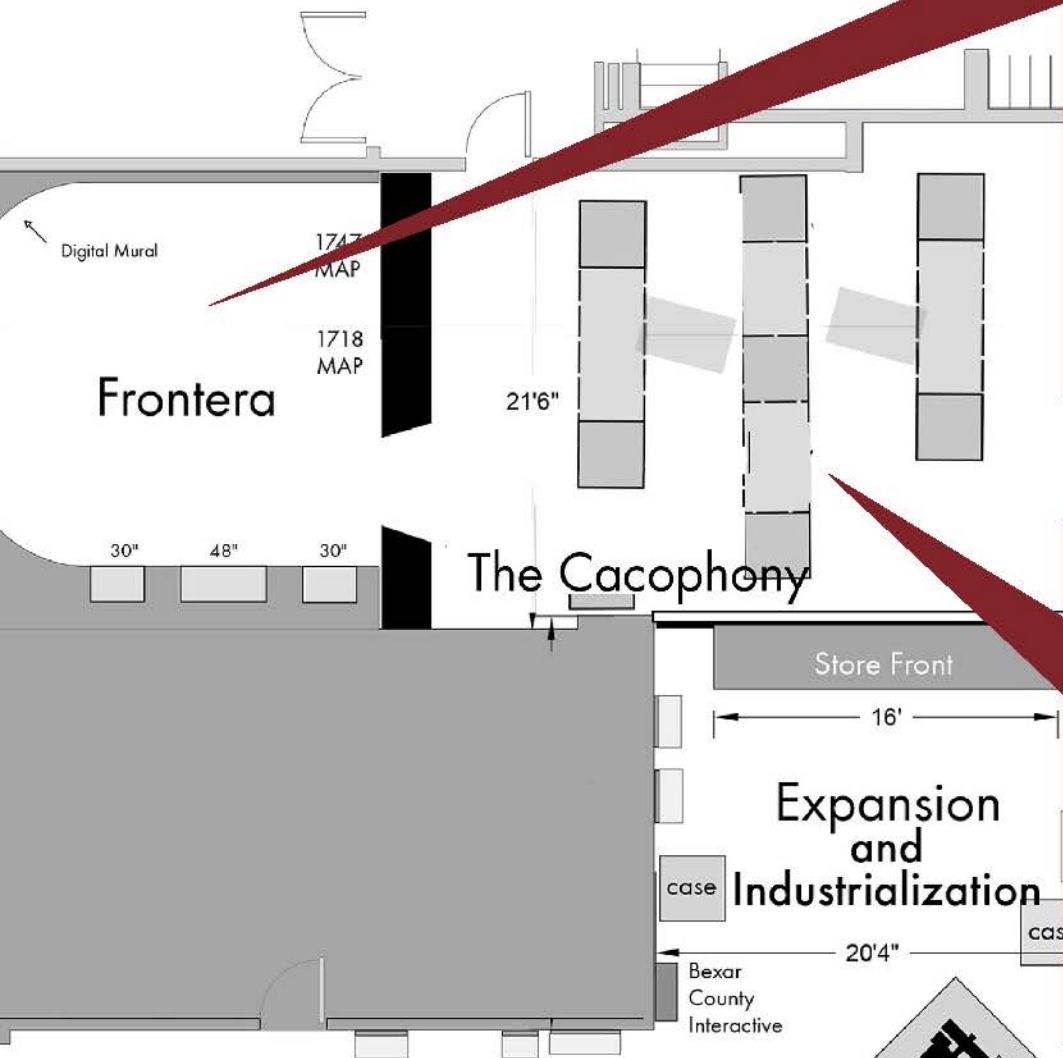 Digital Mural
1747
MAP
1718
MAP
Frontera
21'6"
30"
48"
30"
The Cacophony
Store Front
16'
Expansion
and
Industrialization
case
cas
20'4"
Bexar
County
Interactive